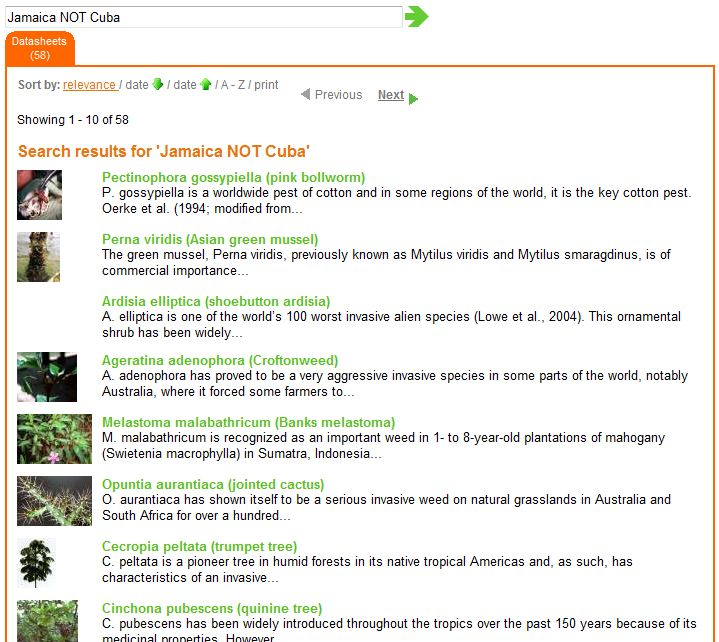 Jamaica NOT Cuba
Datasheets
(58)
Sort by: relevance / date / date / A - Z / print
Previous Next
Showing 1 - 10 of 58
Search results for 'Jamaica NOT Cuba'
Pectinophora gossypiella (pink bollworm)
P. gossypiella is a worldwide pest of cotton and in some regions of the world, it is the key cotton pest.
Oerke et al. (1994; modified from...
Perna viridis (Asian green mussel)
The green mussel, Perna viridis, previously known as Mytilus viridis and Mytilus smaragdinus, is of
commercial importance...
Ardisia elliptica (shoebutton ardisia)
A. elliptica is one of the world's 100 worst invasive alien species (Lowe et al., 2004). This ornamental
shrub has been widely...
Ageratina adenophora (Croftonweed)
A. adenophora has proved to be a very aggressive invasive species in some parts of the world, notably
Australia, where it forced some farmers to...
Melastoma malabathricum (Banks melastoma)
M. malabathricum is recognized as an important weed in 1- to 8-year-old plantations of mahogany
(Swietenia macrophylla) in Sumatra, Indonesia...
Opuntia aurantiaca (jointed cactus)
O. aurantiaca has shown itself to be a serious invasive weed on natural grasslands in Australia and
South Africa for over a hundred...
Cecropia peltata (trumpet tree)
C. peltata is a pioneer tree in humid forests in its native tropical Americas and, as such, has
characteristics of an invasive...
Cinchona pubescens (quinine tree)
C. pubescens has been widely introduced throughout the tropics over the past 150 years because of its
medicinal properties. However